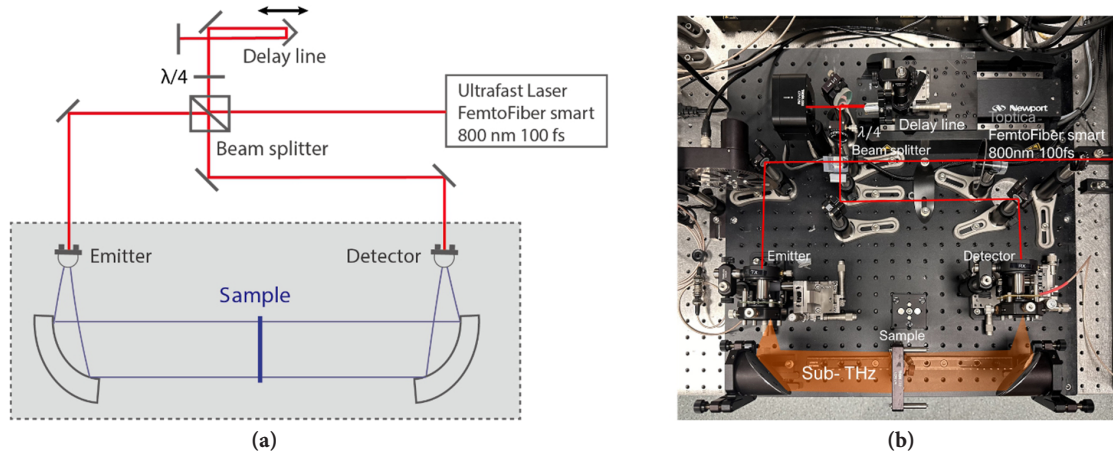 Delay line
λ/4
Ultrafast Laser
FemtoFiber smart
800 nm 100 fs
Beam splitter
Emitter
Detector
Sample
(a)
Newport
Toptica
FemtoFiber smart
800nm 100fs
Delay line
λ/4
Beam splitter
Emitter
Detector
Sample
Sub- THz
(b)